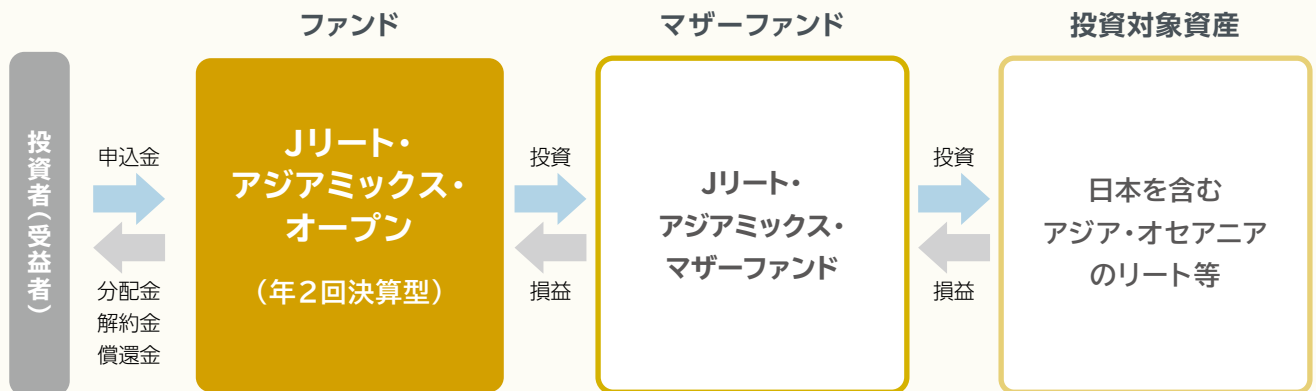 ファンド
マザーファンド
投資対象資産
投資者（受益者）
申込金
分配金
解約金
償還金
Jリート・
アジアミックス・
オープン
（年2回決算型）
投資
損益
Jリート・
アジアミックス・
マザーファンド
投資
損益
日本を含む
アジア・オセアニア
のリート等